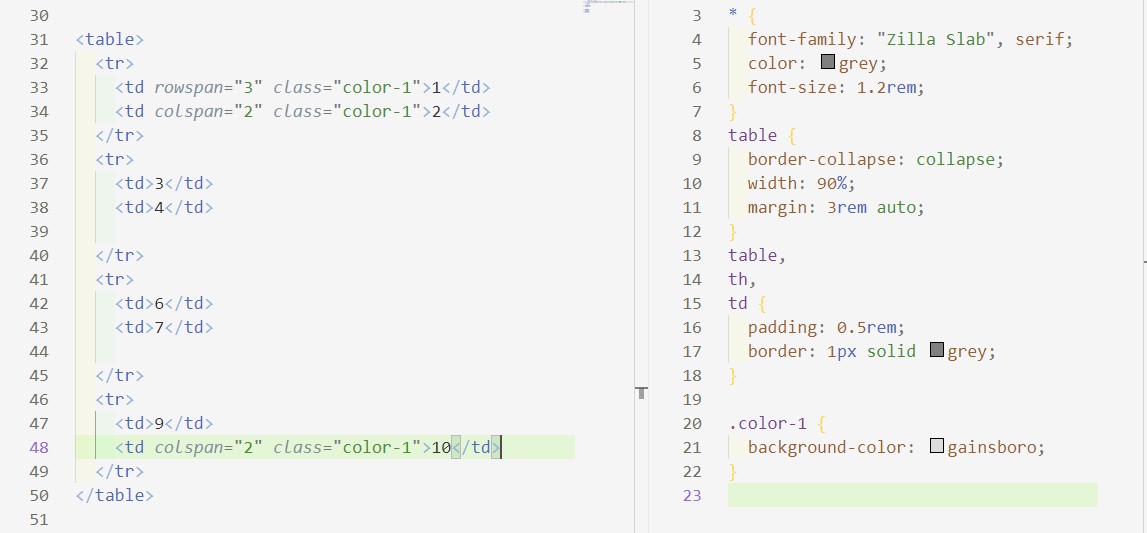 30
31 <table>
32 <tr>
33 <td rowspan="3" class="color-1">1</td>
34 <td colspan="2" class="color-1">2</td>
35 </tr>
36 <tr>
37 <td>3</td>
38 <td>4</td>
39
40 </tr>
41 <tr>
42 <td>6</td>
43 <td>7</td>
44
45 </tr>
46 <tr>
47 <td>9</td>
48 <td colspan="2" class="color-1">10</td>
49 </tr>
50 </table>
51
3 * {
4 font-family: "Zilla Slab", serif;
5 color: grey;
6 font-size: 1.2rem;
7 }
8 table {
9 border-collapse: collapse;
10 width: 90%;
11 margin: 3rem auto;
12 }
13 table,
14 th,
15 td {
16 padding: 0.5rem;
17 border: 1px solid grey;
18 }
19
20 .color-1 {
21 background-color: gainsboro;
22 }
23